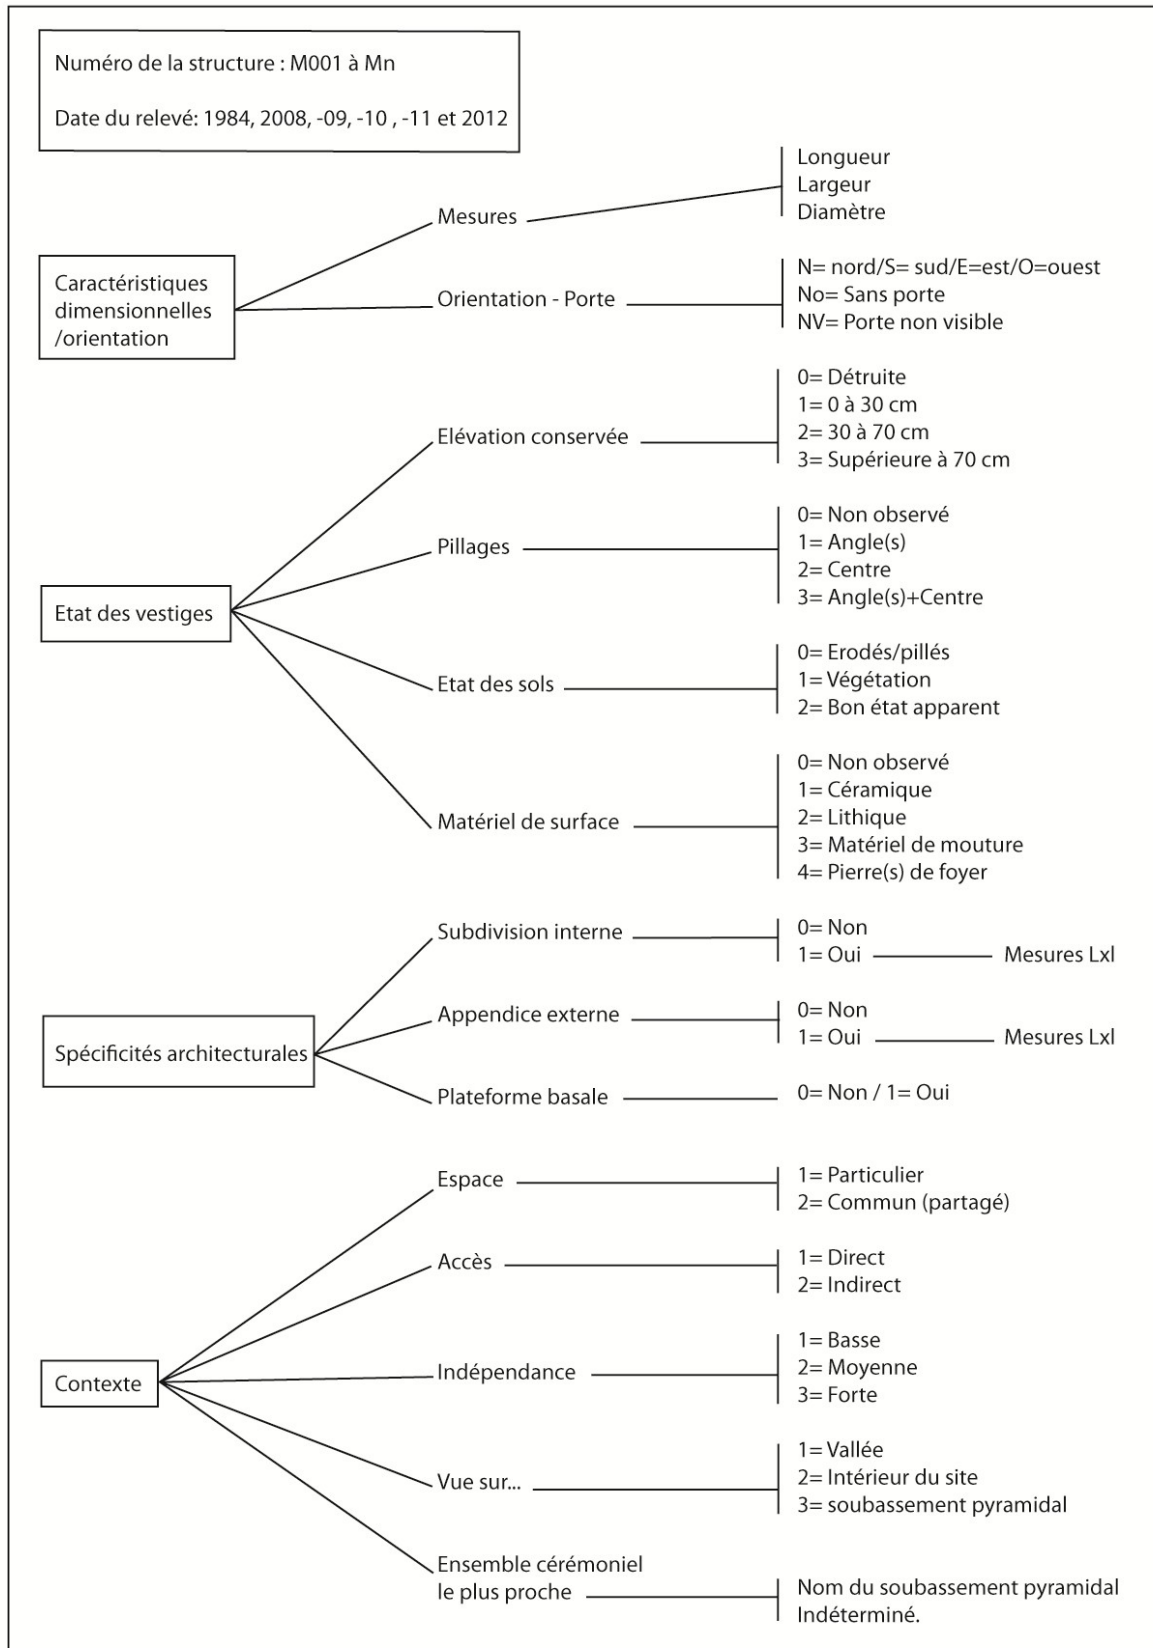 Numéro de la structure : M001 à Mn
Date du relevé: 1984, 2008, -09, -10 , -11 et 2012
Caractéristiques
dimensionnelles
/orientation
Mesures
Longueur
Largeur
Diamètre
Orientation - Porte
N= nord/S= sud/E=est/O=ouest
No= Sans porte
NV= Porte non visible
Etat des vestiges
Elévation conservée
0= Détruite
1= 0 à 30 cm
2= 30 à 70 cm
3= Supérieure à 70 cm
Pillages
0= Non observé
1= Angle(s)
2= Centre
3= Angle(s)+Centre
Etat des sols
0= Erodés/pillés
1= Végétation
2= Bon état apparent
Matériel de surface
0= Non observé
1= Céramique
2= Lithique
3= Matériel de mouture
4= Pierre(s) de foyer
Spécificités architecturales
Subdivision interne
0= Non
1= Oui
Mesures Lxl
Appendice externe
0= Non
1= Oui
Mesures Lxl
Plateforme basale
0= Non / 1= Oui
Contexte
Espace
1= Particulier
2= Commun (partagé)
Accès
1= Direct
2= Indirect
Indépendance
1= Basse
2= Moyenne
3= Forte
Vue sur...
1= Vallée
2= Intérieur du site
3= soubassement pyramidal
Ensemble cérémoniel
le plus proche
Nom du soubassement pyramidal
Indéterminé.